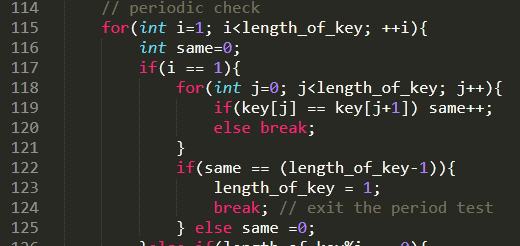 114 // periodic check
115 for(int i=1; i<length_of_key; ++i){
116 int same=0;
117 if(i == 1){
118 for(int j=0; j<length_of_key; j++){
119 if(key[j] == key[j+1]) same++;
120 else break;
121 }
122 if(same == (length_of_key-1)){
123 length_of_key = 1;
124 break; // exit the period test
125 } else same =0;